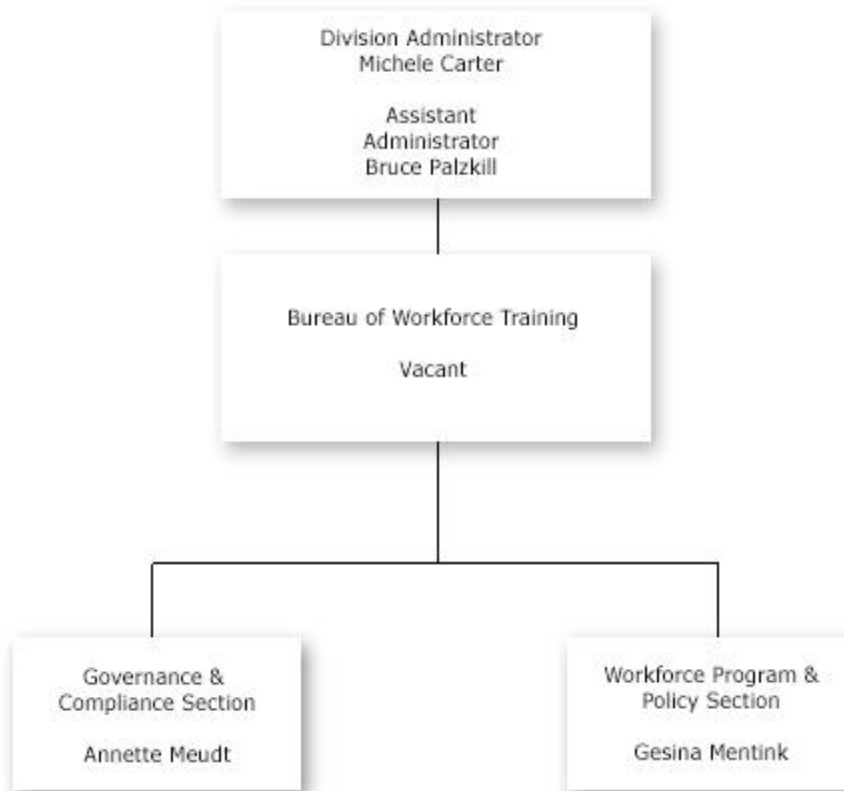 Division Administrator
Michele Carter
Assistant
Administrator
Bruce Palzkill
Bureau of Workforce Training
Vacant
Governance &
Compliance Section
Annette Meudt
Workforce Program &
Policy Section
Gesina Mentink